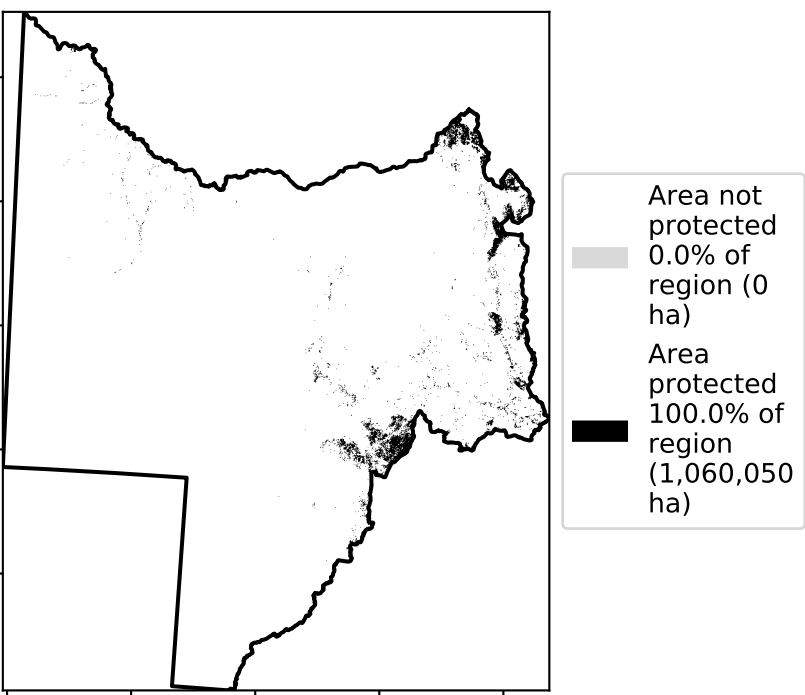 Area not
protected
0.0% of
region (0
ha)
Area
protected
100.0% of
region
(1,060,050
ha)